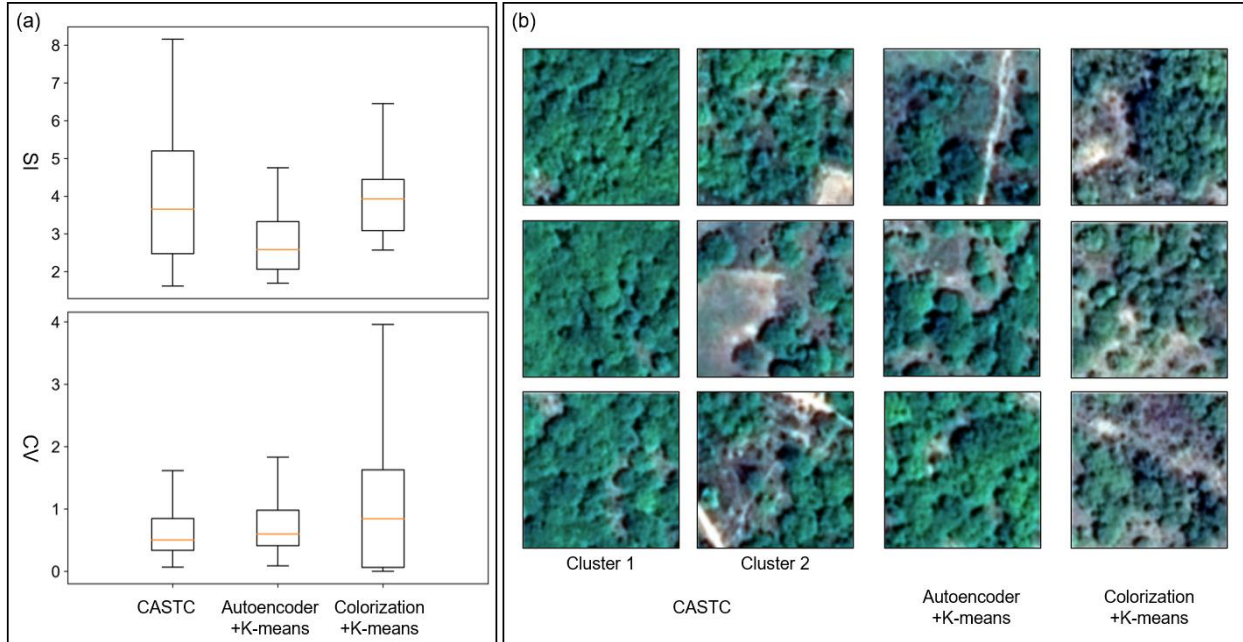 (a)
8
7
6
5
4
3
2
SI
4
3
2
1
0
CV
CASTC
Autoencoder
+K-means
Colorization
+K-means
(b)
Cluster 1
Cluster 2
CASTC
Autoencoder
+K-means
Colorization
+K-means